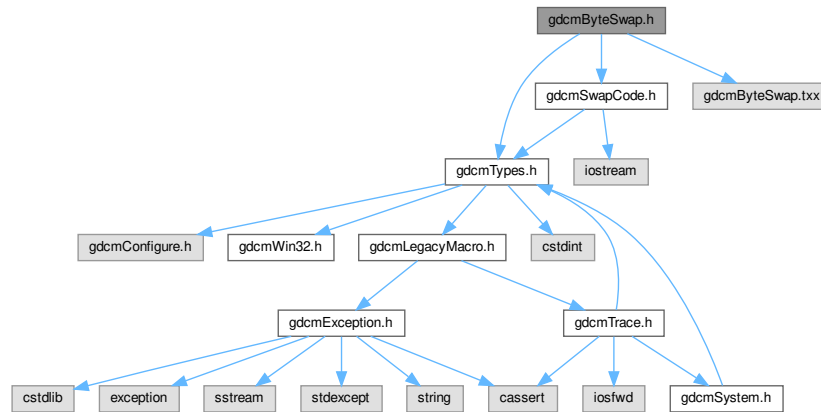 gdcmByteSwap.h
gdcmSwapCode.h
gdcmByteSwap.txx
gdcmTypes.h
iostream
gdcmConfigure.h
gdcmWin32.h
gdcmLegacyMacro.h
cstdint
gdcmException.h
gdcmTrace.h
cstdlib
exception
sstream
stdexcept
string
cassert
iosfwd
gdcmSystem.h